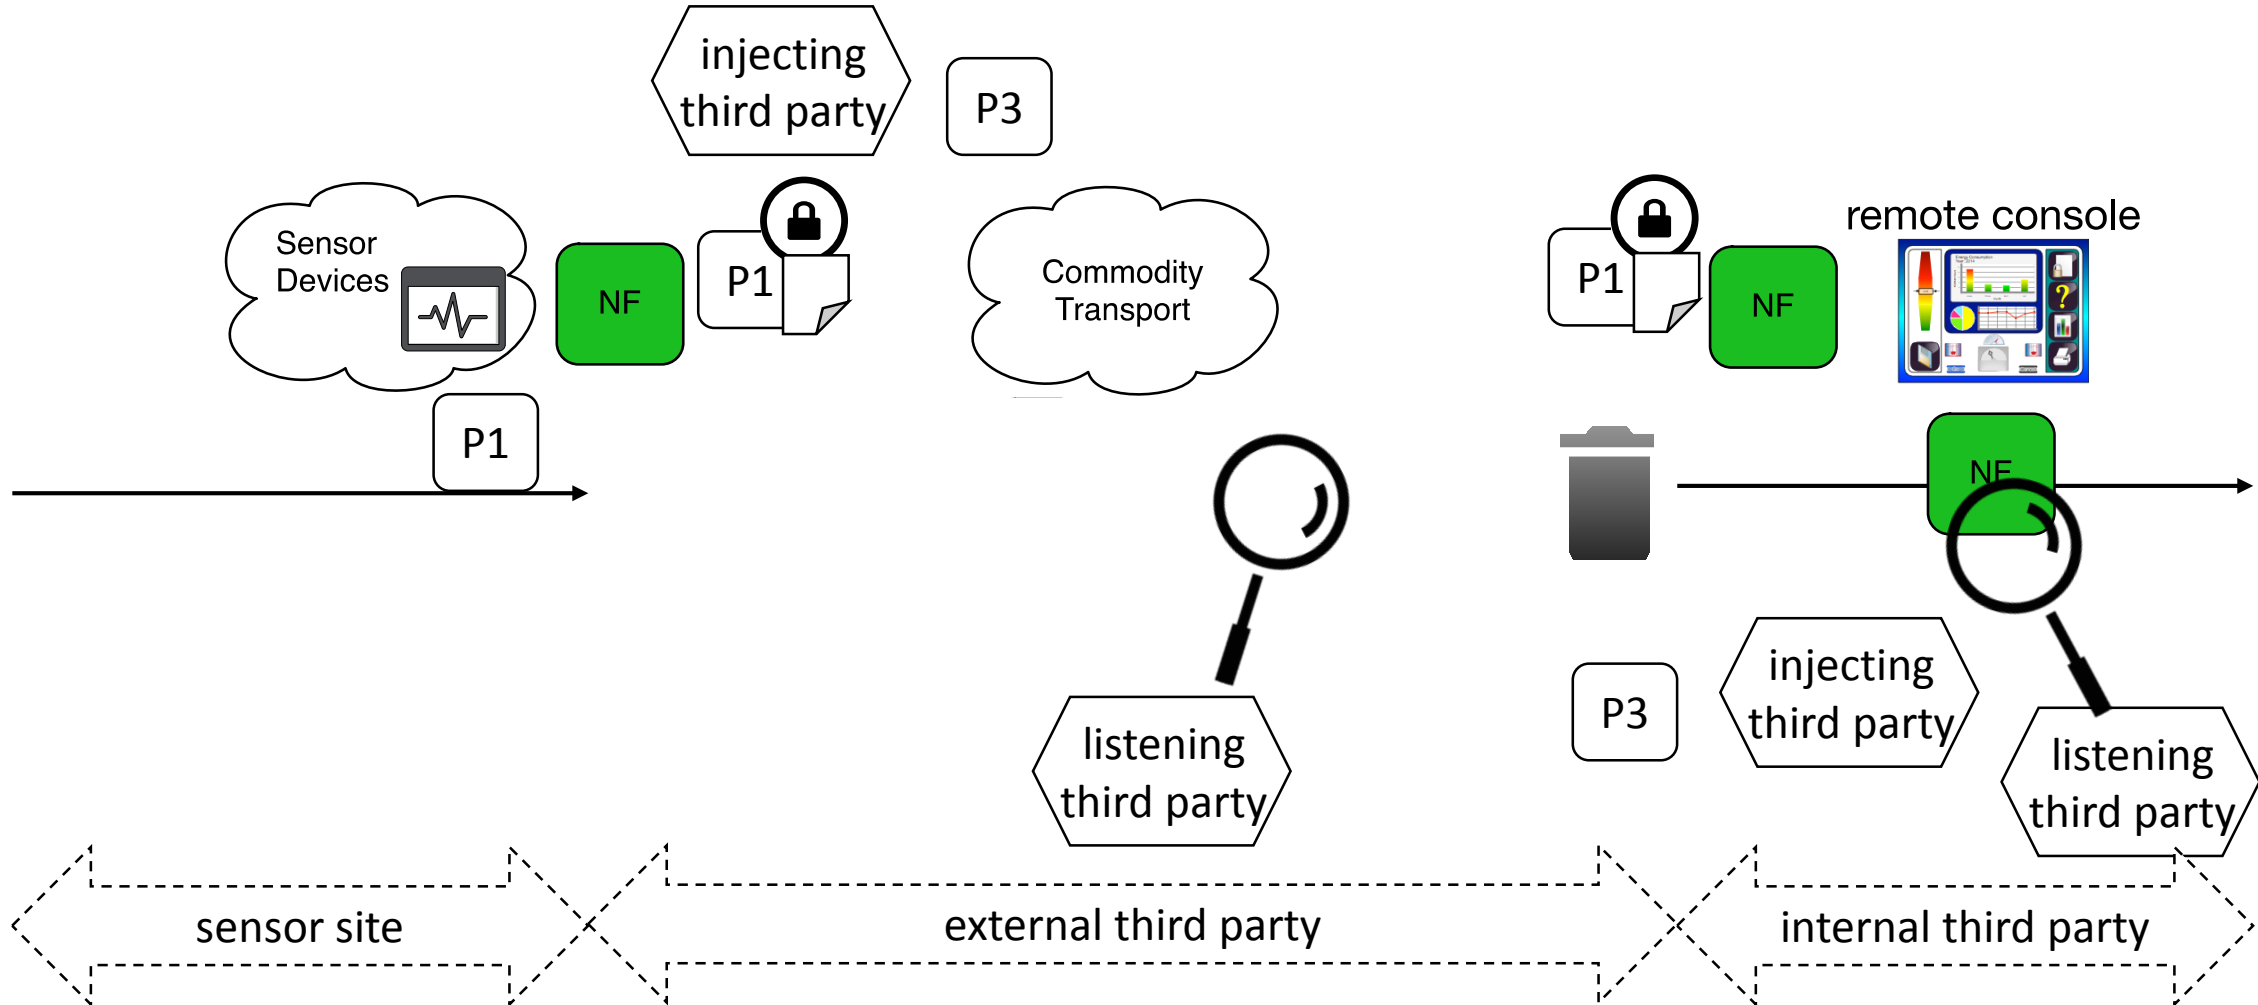 injecting
third party
P3
Sensor
Devices
NF
P1
Commodity
Transport
P1
NF
remote console
P1
NF
listening
third party
P3
injecting
third party
listening
third party
sensor site
external third party
internal third party